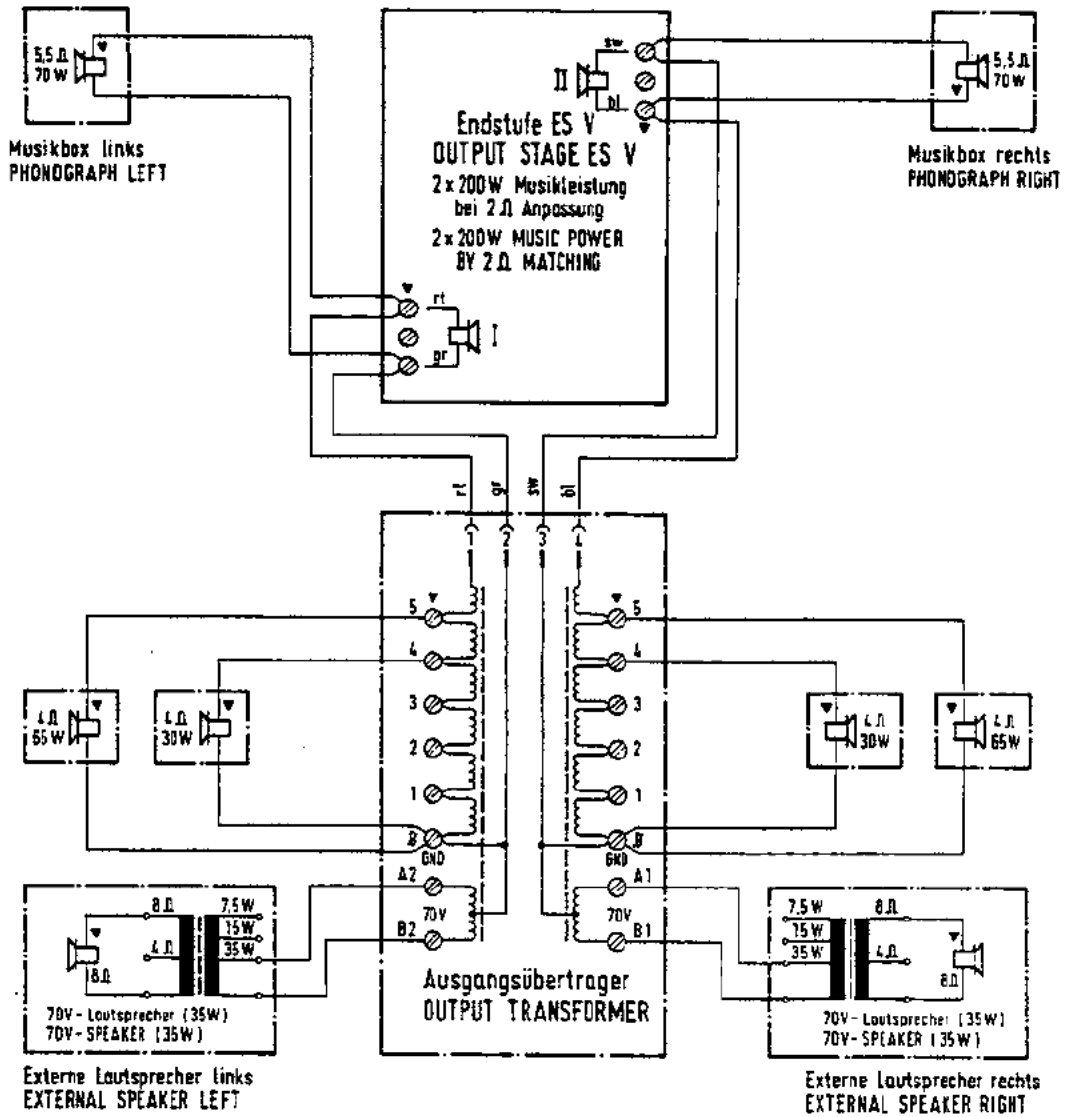 5,5 Ω
70 W
Musikbox links
PHONOGRAPH LEFT
sw
II
bl
Endstufe ES V
OUTPUT STAGE ES V
2 x 200 W Musikleistung
bei 2 Ω Anpassung
2 x 200 W MUSIC POWER
BY 2 Ω MATCHING
rt
I
gr
5,5 Ω
70 W
Musikbox rechts
PHONOGRAPH RIGHT
rt
gr
sw
bl
1
2
3
4
5
4
3
2
1
B
GND
A2
70V
B2
5
4
3
2
1
B
GND
A1
70V
B1
Ausgangsübertrager
OUTPUT TRANSFORMER
4 Ω
65 W
4 Ω
30 W
4 Ω
30 W
4 Ω
65 W
8 Ω
4 Ω
8 Ω
7,5 W
15 W
35 W
70V - Lautsprecher (35W)
70V - SPEAKER (35W)
Externe Lautsprecher links
EXTERNAL SPEAKER LEFT
7,5 W
15 W
35 W
8 Ω
4 Ω
8 Ω
70V - Lautsprecher (35W)
70V - SPEAKER (35W)
Externe Lautsprecher rechts
EXTERNAL SPEAKER RIGHT